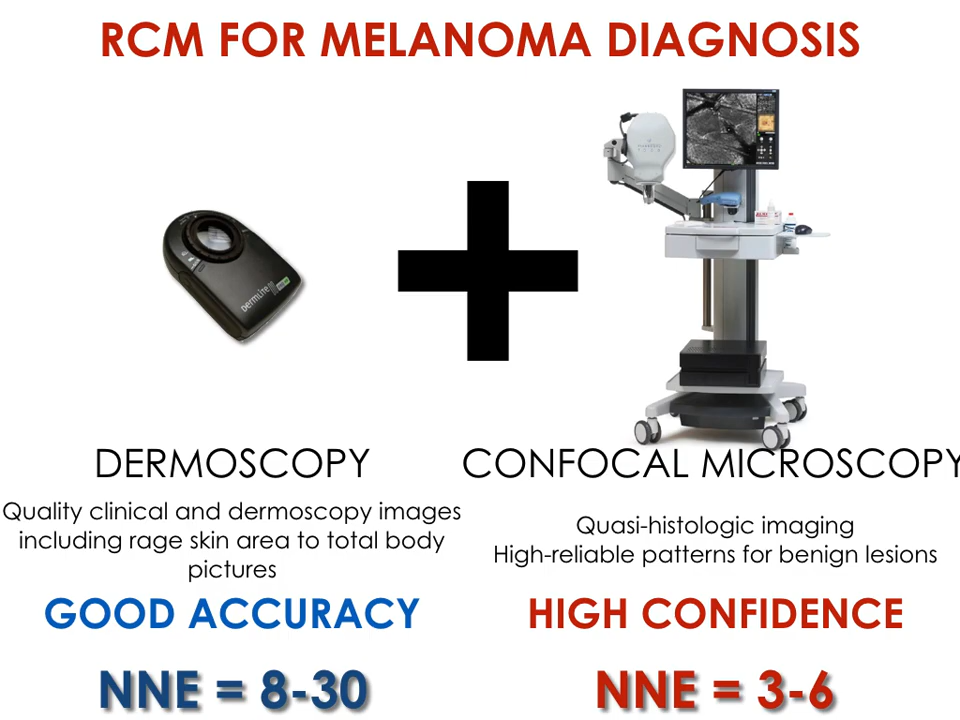 RCM FOR MELANOMA DIAGNOSIS
DERMLITE
DERMOSCOPY
Quality clinical and dermoscopy images
including rage skin area to total body
pictures
GOOD ACCURACY
NNE = 8-30
CONFOCAL MICROSCOPY
Quasi-histologic imaging
High-reliable patterns for benign lesions
HIGH CONFIDENCE
NNE = 3-6